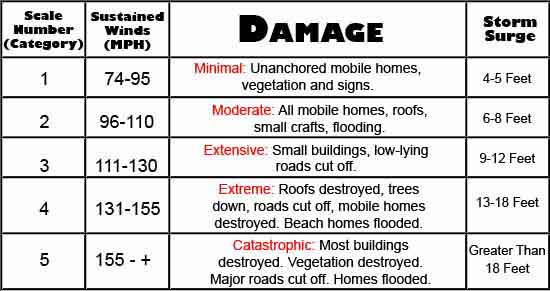 Scale Number (Category)
Sustained Winds (MPH)
DAMAGE
Storm Surge
1
74-95
Minimal: Unanchored mobile homes,
vegetation and signs.
4-5 Feet
2
96-110
Moderate: All mobile homes, roofs,
small crafts, flooding.
6-8 Feet
3
111-130
Extensive: Small buildings, low-lying
roads cut off.
9-12 Feet
4
131-155
Extreme: Roofs destroyed, trees
down, roads cut off, mobile homes
destroyed. Beach homes flooded.
13-18 Feet
5
155 - +
Catastrophic: Most buildings
destroyed. Vegetation destroyed.
Major roads cut off. Homes flooded.
Greater Than
18 Feet